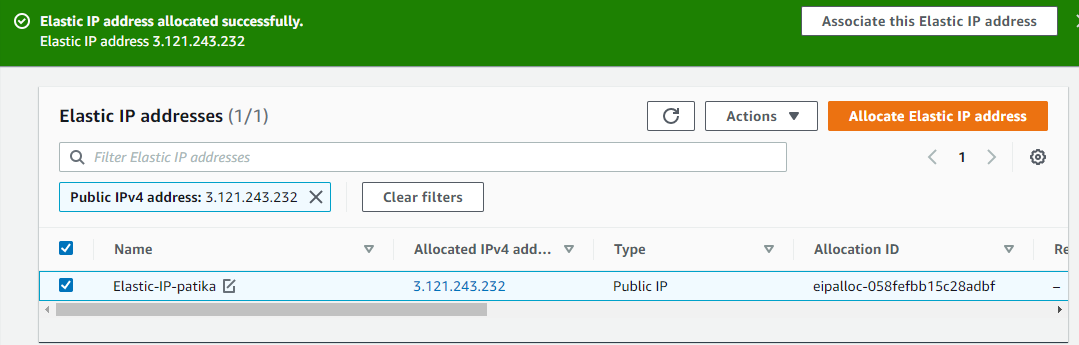 Elastic IP address allocated successfully.
Elastic IP address 3.121.243.232
Associate this Elastic IP address
Elastic IP addresses (1/1)
Actions
Allocate Elastic IP address
Filter Elastic IP addresses
1
Public IPv4 address: 3.121.243.232
Clear filters
Name Allocated IPv4 add... Type Allocation ID Re
Elastic-IP-patika 3.121.243.232 Public IP eipalloc-058fefbb15c28adbf –